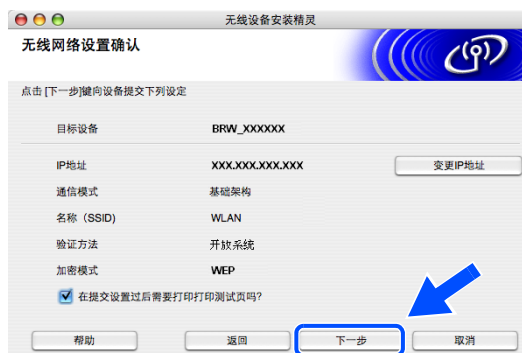 无线设备安装精灵
无线网络设置确认
点击 [下一步]键向设备提交下列设定
目标设备 BRW_XXXXXX
IP地址 XXX.XXX.XXX.XXX 变更IP地址
通信模式 基础架构
名称（SSID） WLAN
验证方法 开放系统
加密模式 WEP
在提交设置过后需要打印打印测试页吗?
帮助 返回 下一步 取消